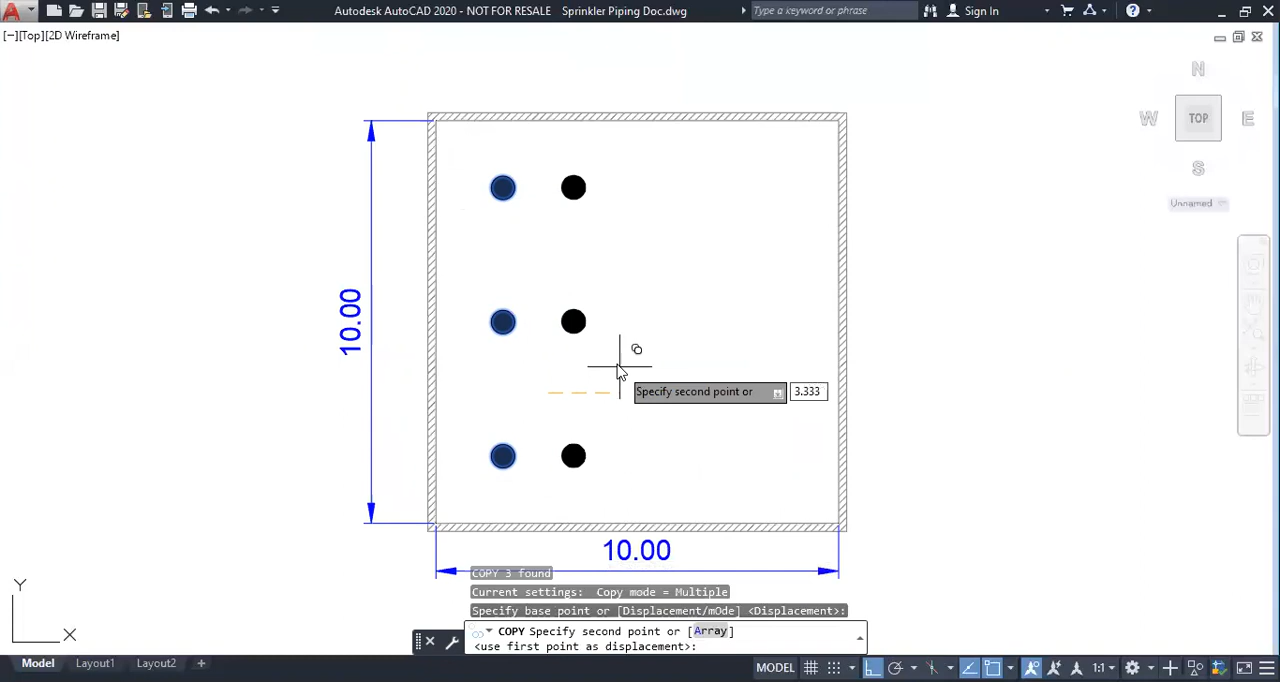 Autodesk AutoCAD 2020 - NOT FOR RESALE Sprinkler Piping Doc.dwg
Type a keyword or phrase
Sign In
[−][Top][2D Wireframe]
N
W
TOP
E
S
Unnamed
10.00
Specify second point or
3.333
10.00
COPY 3 found
Current settings: Copy mode = Multiple
Specify base point or [Displacement/mOde] <Displacement>:
COPY Specify second point or [Array]
<use first point as displacement>:
Y
X
Model Layout1 Layout2 +
MODEL
1:1